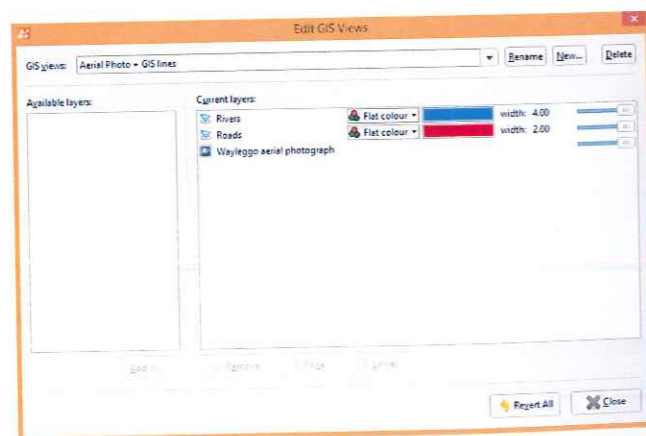 Edit GIS Views
GIS views: Aerial Photo + GIS lines Rename New... Delete
Available layers: Current layers:
Rivers Flat colour width: 4.00
Roads Flat colour width: 2.00
Wayleggo aerial photograph
Remove
Revert All Close